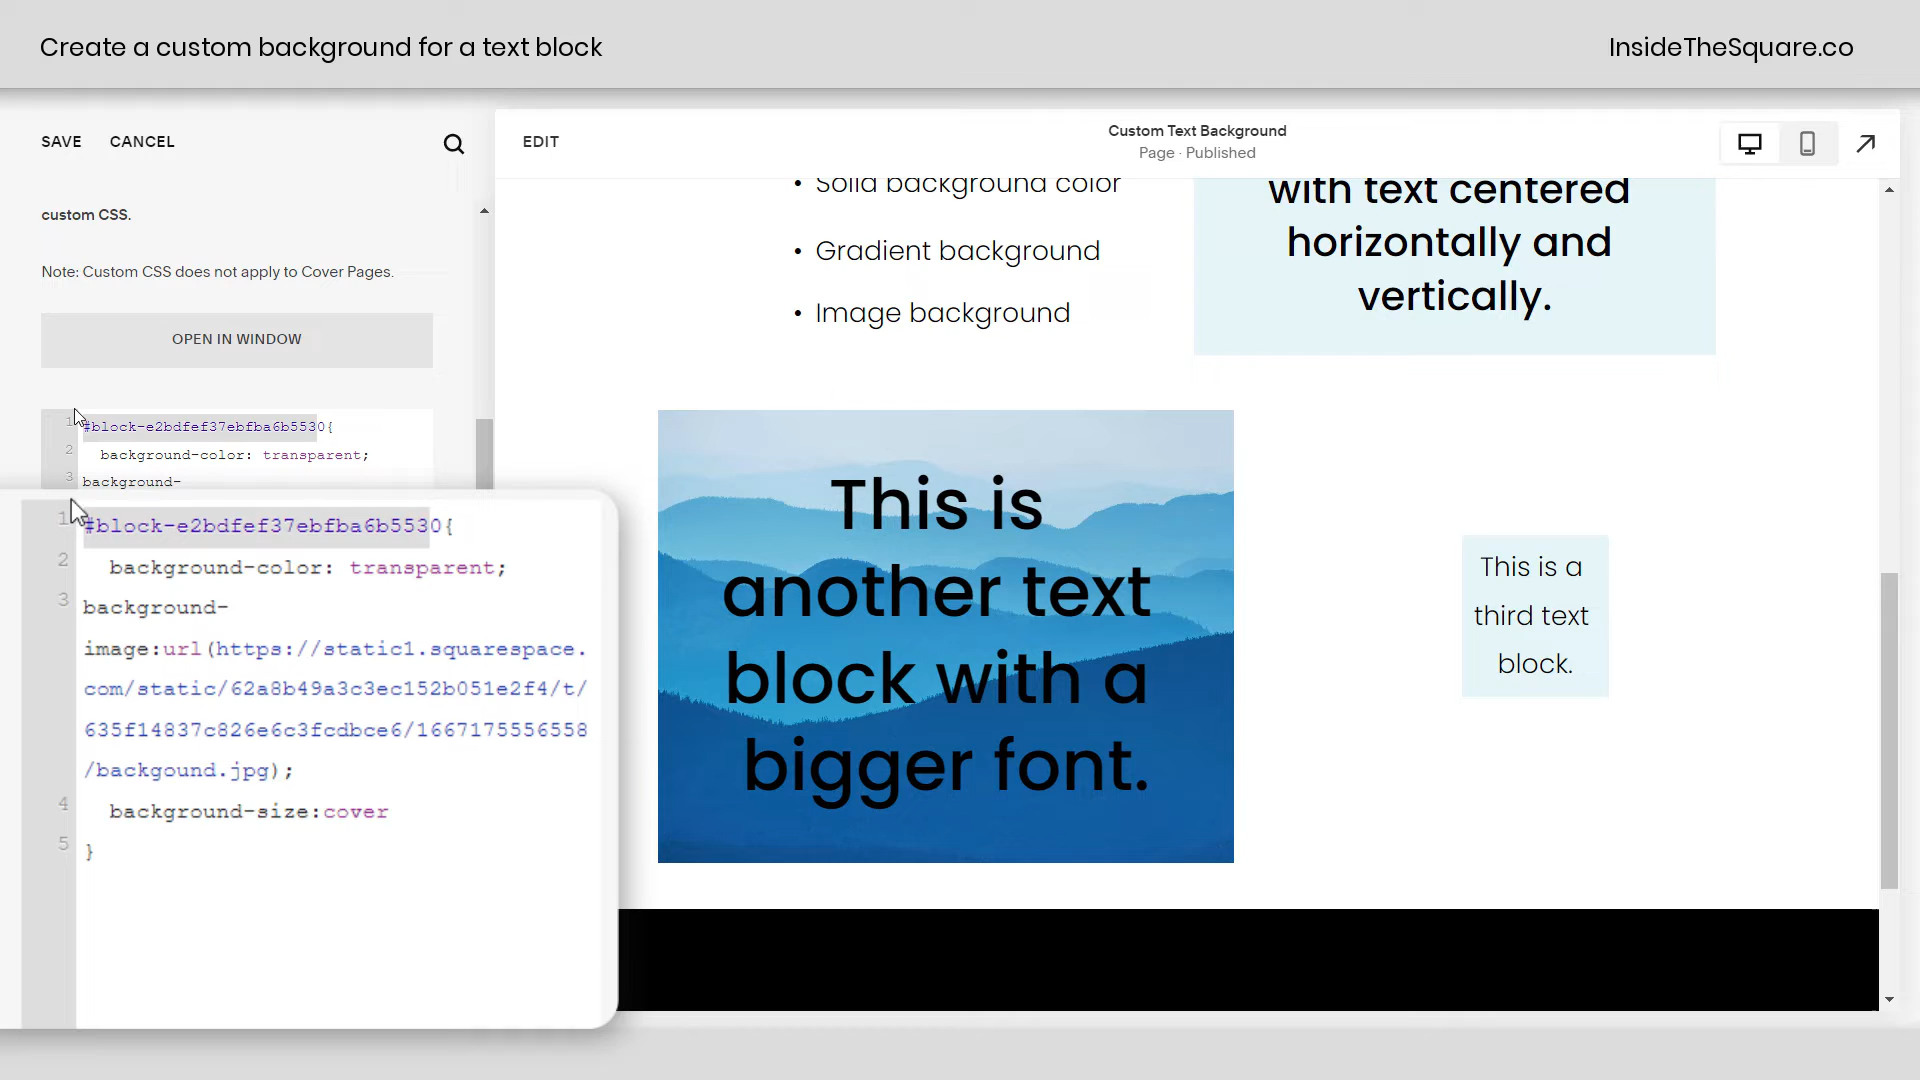 Create a custom background for a text block
InsideTheSquare.co
SAVE CANCEL
EDIT
Custom Text Background
Page · Published
custom CSS.
Note: Custom CSS does not apply to Cover Pages.
OPEN IN WINDOW
1 #block-e2bdfef37ebfba6b5530{
2 background-color: transparent;
3 background-
1 #block-e2bdfef37ebfba6b5530{
2 background-color: transparent;
3 background-
image:url(https://static1.squarespace.
com/static/62a8b49a3c3ec152b051e2f4/t/
635f14837c826e6c3fcdbce6/1667175556558
/backgound.jpg);
4 background-size:cover
5 }
• Solid background color
• Gradient background
• Image background
with text centered
horizontally and
vertically.
This is
another text
block with a
bigger font.
This is a
third text
block.